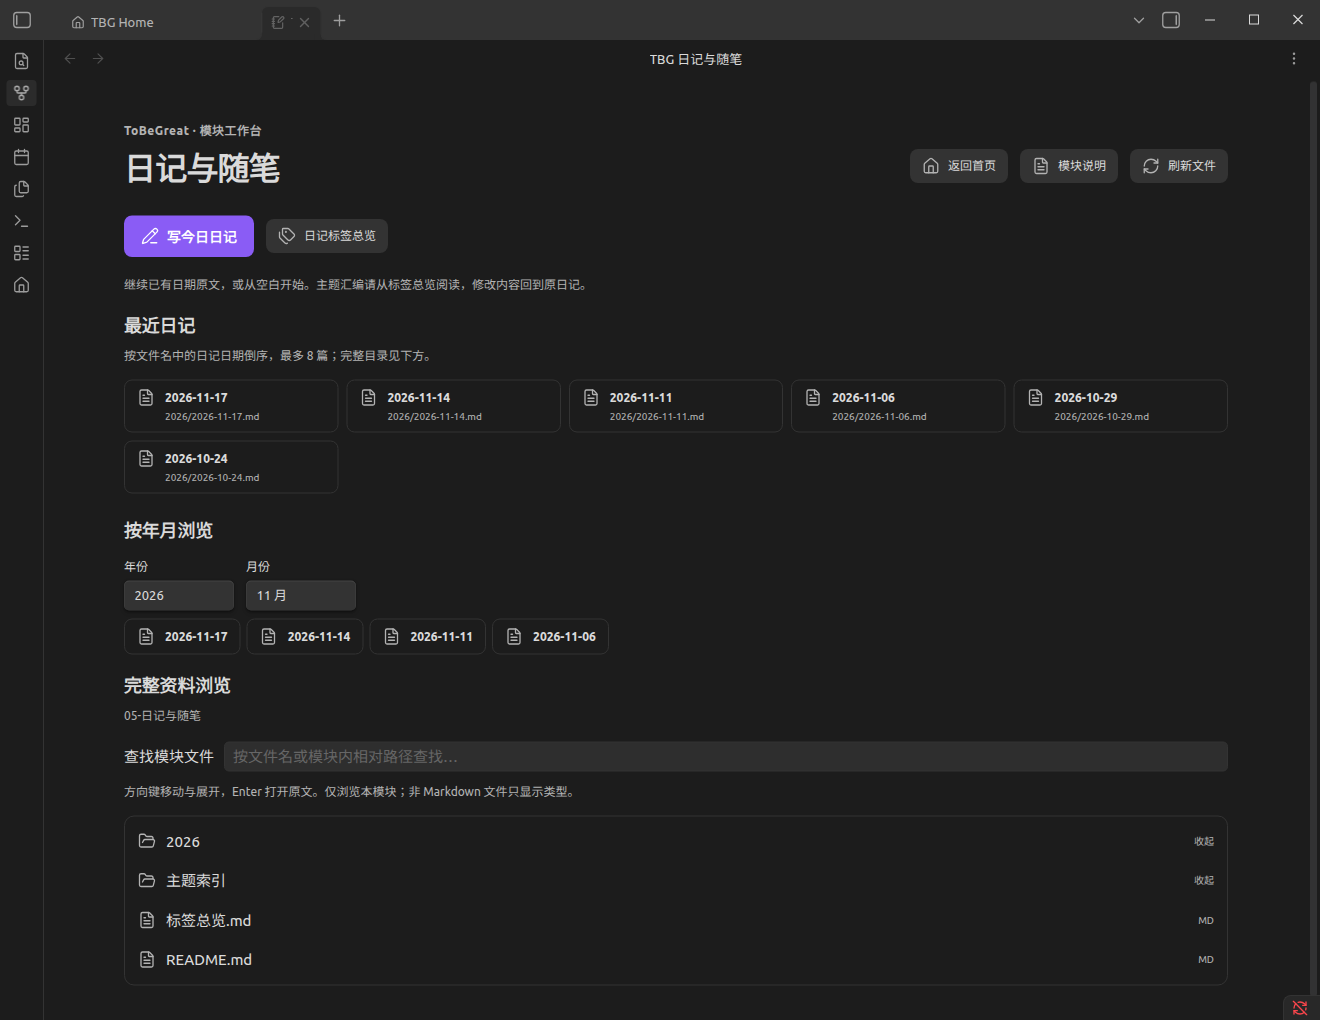 TBG Home
TBG 日记与随笔
ToBeGreat · 模块工作台
日记与随笔
返回首页
模块说明
刷新文件
写今日日记
日记标签总览
继续已有日期原文，或从空白开始。主题汇编请从标签总览阅读，修改内容回到原日记。
最近日记
按文件名中的日记日期倒序，最多 8 篇；完整目录见下方。
2026-11-17
2026/2026-11-17.md
2026-11-14
2026/2026-11-14.md
2026-11-11
2026/2026-11-11.md
2026-11-06
2026/2026-11-06.md
2026-10-29
2026/2026-10-29.md
2026-10-24
2026/2026-10-24.md
按年月浏览
年份
月份
2026
11 月
2026-11-17
2026-11-14
2026-11-11
2026-11-06
完整资料浏览
05-日记与随笔
查找模块文件
按文件名或模块内相对路径查找...
方向键移动与展开，Enter 打开原文。仅浏览本模块；非 Markdown 文件只显示类型。
2026
收起
主题索引
收起
标签总览.md
MD
README.md
MD